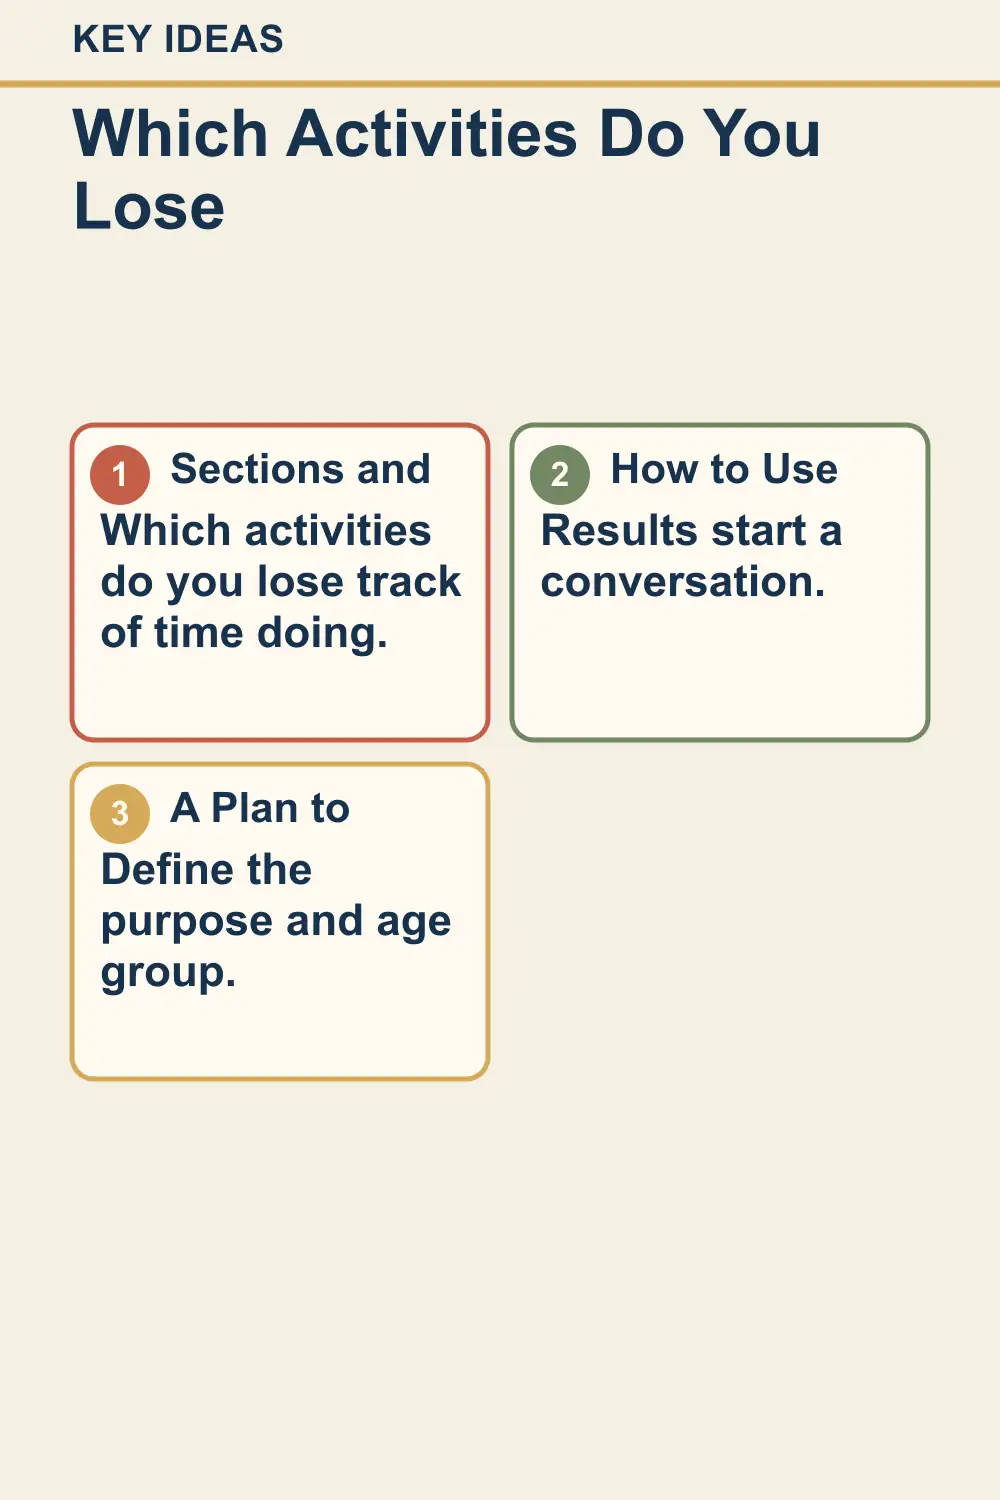 KEY IDEAS
Which Activities Do You
Lose
1 Sections and
Which activities
do you lose track
of time doing.
2 How to Use
Results start a
conversation.
3 A Plan to
Define the
purpose and age
group.